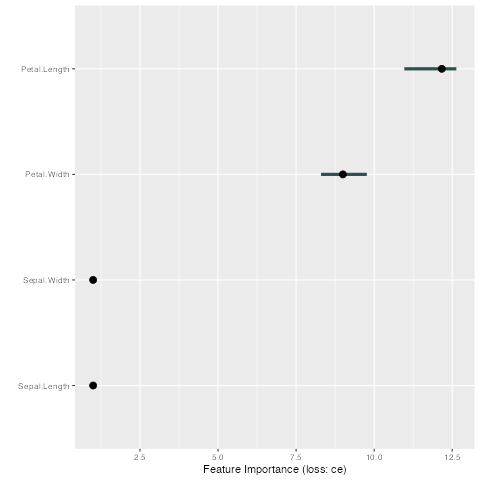 Petal.Length
Petal.Width
Sepal.Width
Sepal.Length
2.5 5.0 7.5 10.0 12.5
Feature Importance (loss: ce)